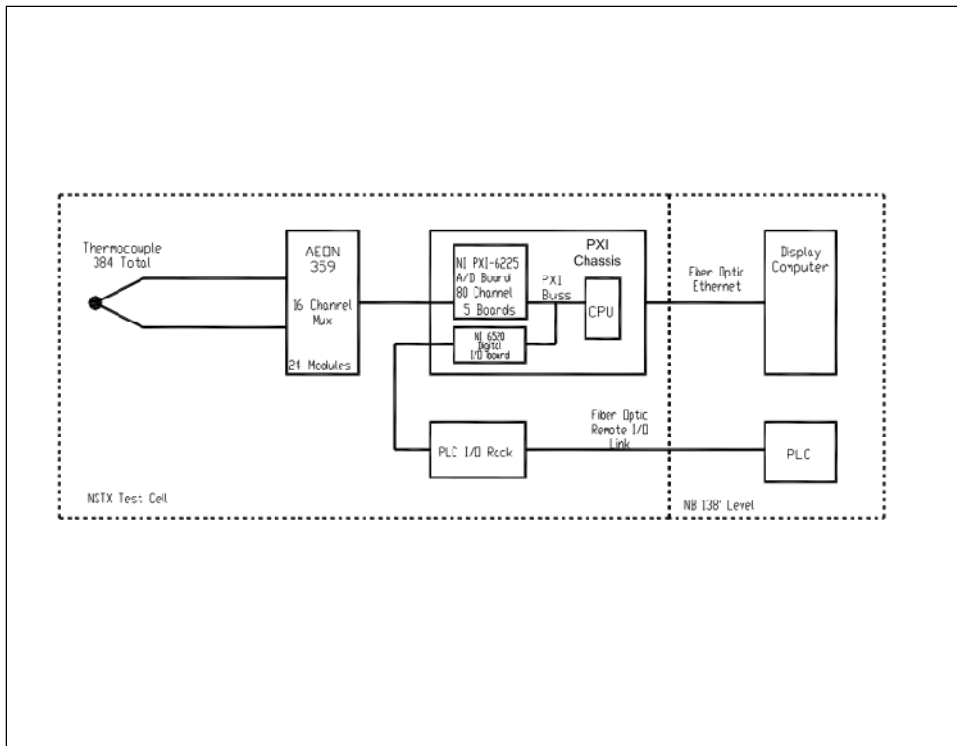 Thermocouple
384 Total
AEON
359
16 Channel
Mux
24 Modules
PXI
Chassis
NI PXI-6225
A/D Board
80 Channel
5 Boards
PXI
Buss
CPU
NI 6520
Digital
I/O board
Fiber Optic
Ethernet
Display
Computer
PLC I/O Rack
Fiber Optic
Remote I/O
Link
PLC
NSTX Test Cell
NB 138' Level